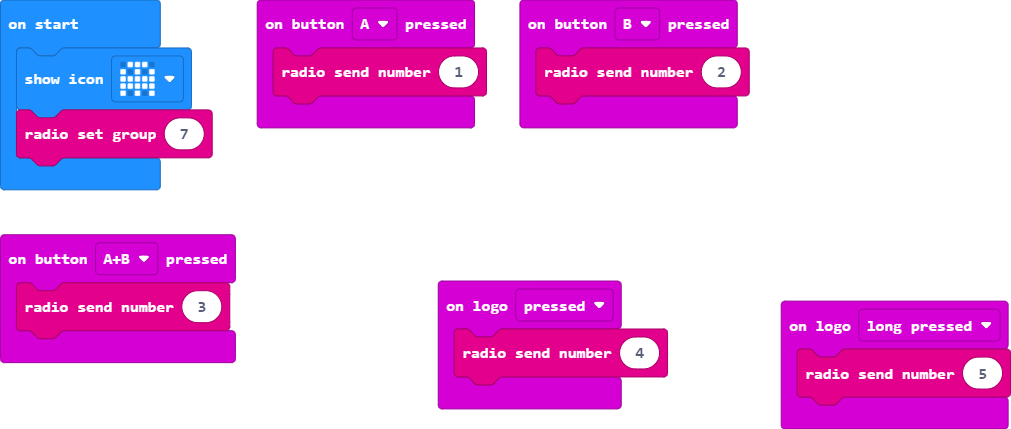 on start
show icon
radio set group 7
on button A pressed
radio send number 1
on button B pressed
radio send number 2
on button A+B pressed
radio send number 3
on logo pressed
radio send number 4
on logo long pressed
radio send number 5